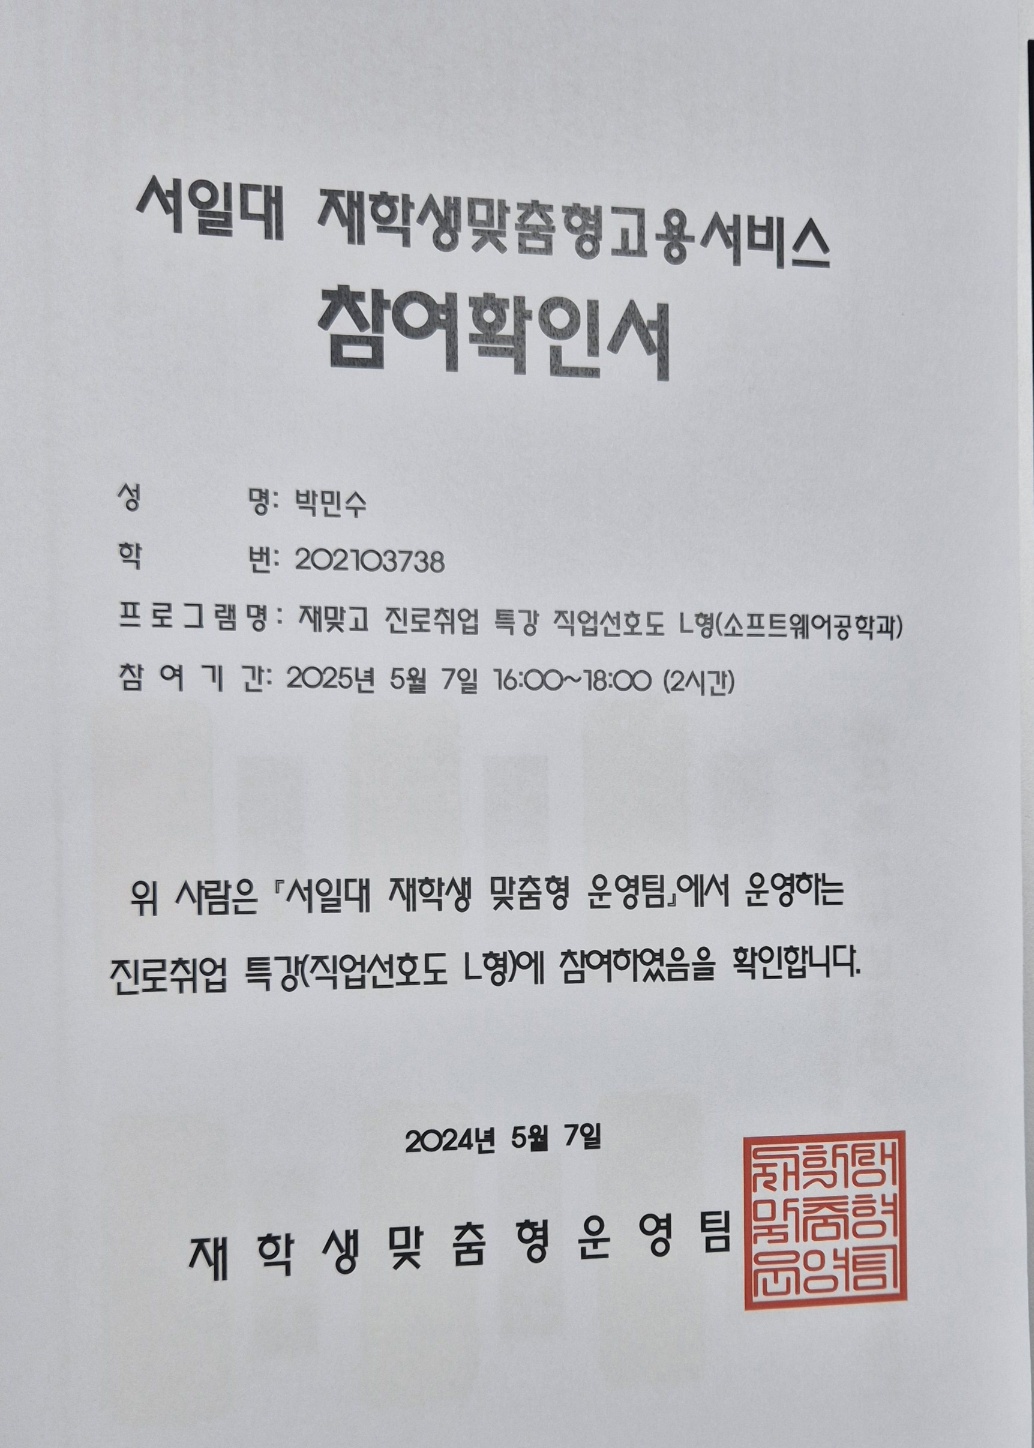 서일대 재학생맞춤형고용서비스
참여확인서
성 명: 박민수
학 번: 202103738
프로그램명: 재맞고 진로취업 특강 직업선호도 L형(소프트웨어공학과)
참여기간: 2025년 5월 7일 16:00~18:00 (2시간)
위 사람은 『서일대 재학생 맞춤형 운영팀』에서 운영하는
진로취업 특강(직업선호도 L형)에 참여하였음을 확인합니다.
2024년 5월 7일
재학생맞춤형운영팀
재학생
맞춤형
운영팀